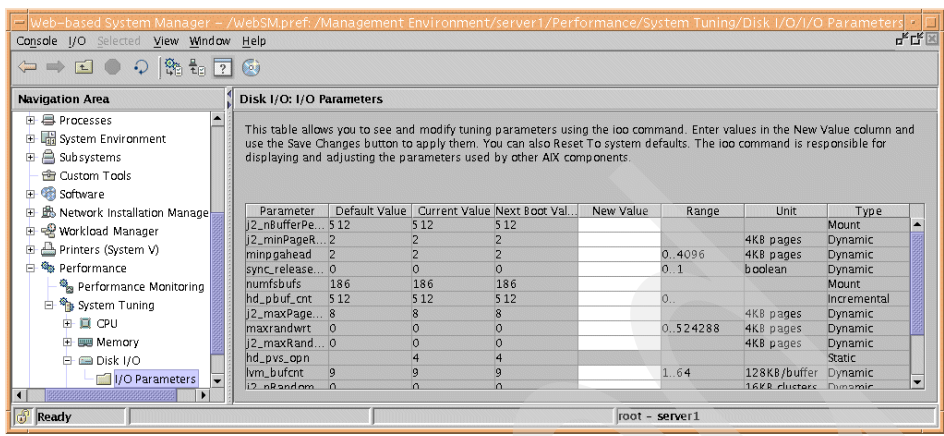 Web-based System Manager - /WebSM.pref: /Management Environment/server1/Performance/System Tuning/Disk I/O/I/O Parameters
Console I/O Selected View Window Help
Navigation Area
Processes
System Environment
Subsystems
Custom Tools
Software
Network Installation Manage
Workload Manager
Printers (System V)
Performance
Performance Monitoring
System Tuning
CPU
Memory
Disk I/O
I/O Parameters
Disk I/O: I/O Parameters
This table allows you to see and modify tuning parameters using the ioo command. Enter values in the New Value column and
use the Save Changes button to apply them. You can also Reset To system defaults. The ioo command is responsible for
displaying and adjusting the parameters used by other AIX components.
Parameter Default Value Current Value Next Boot Val... New Value Range Unit Type
j2_nBufferPe... 512 512 512 Mount
j2_minPageR... 2 2 2 4KB pages Dynamic
minpgahead 2 2 2 0..4096 4KB pages Dynamic
sync_release... 0 0 0 0..1 boolean Dynamic
numfsbufs 186 186 186 Mount
hd_pbuf_cnt 512 512 512 0.. Incremental
j2_maxPage... 8 8 8 4KB pages Dynamic
maxrandwrt 0 0 0 0..524288 4KB pages Dynamic
j2_maxRand... 0 0 0 4KB pages Dynamic
hd_pvs_opn 4 4 Static
lvm_bufcnt 9 9 9 1..64 128KB/buffer Dynamic
j2_nRandom 0 0 0 16KB clusters Dynamic
Ready
root - server1